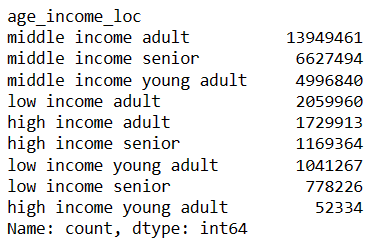 age_income_loc
middle income adult 13949461
middle income senior 6627494
middle income young adult 4996840
low income adult 2059960
high income adult 1729913
high income senior 1169364
low income young adult 1041267
low income senior 778226
high income young adult 52334
Name: count, dtype: int64